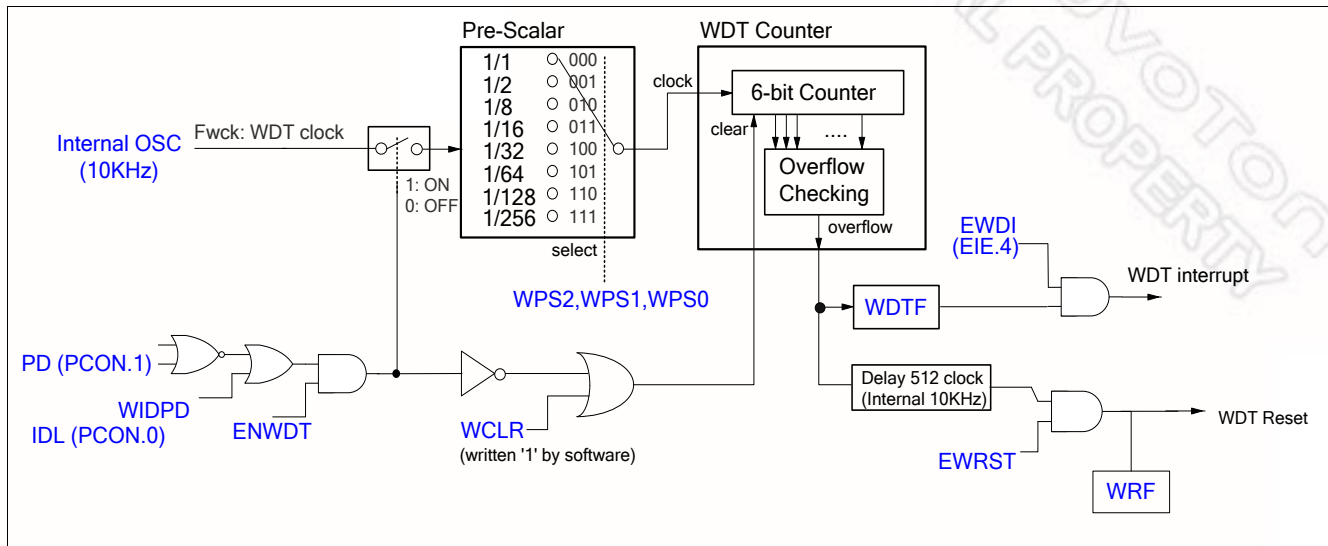 Pre-Scalar
WDT Counter
1/1 000
1/2 001
1/8 010
1/16 011
1/32 100
1/64 101
1/128 110
1/256 111
clock
6-bit Counter
clear
....
Overflow
Checking
overflow
Internal OSC
(10KHz)
Fwck: WDT clock
1: ON
0: OFF
select
WPS2,WPS1,WPS0
EWDI
(EIE.4)
WDT interrupt
WDTF
PD (PCON.1)
WIDPD
IDL (PCON.0)
ENWDT
WCLR
(written '1' by software)
Delay 512 clock
(Internal 10KHz)
EWRST
WDT Reset
WRF
PROPERTY